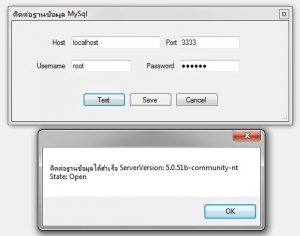 ติดต่อฐานข้อมูล MySql
Host localhost Port 3333
Username root Password ●●●●●●
Test Save Cancel
ติดต่อฐานข้อมูลได้สำเร็จ ServerVersion: 5.0.51b-community-nt
State: Open
OK